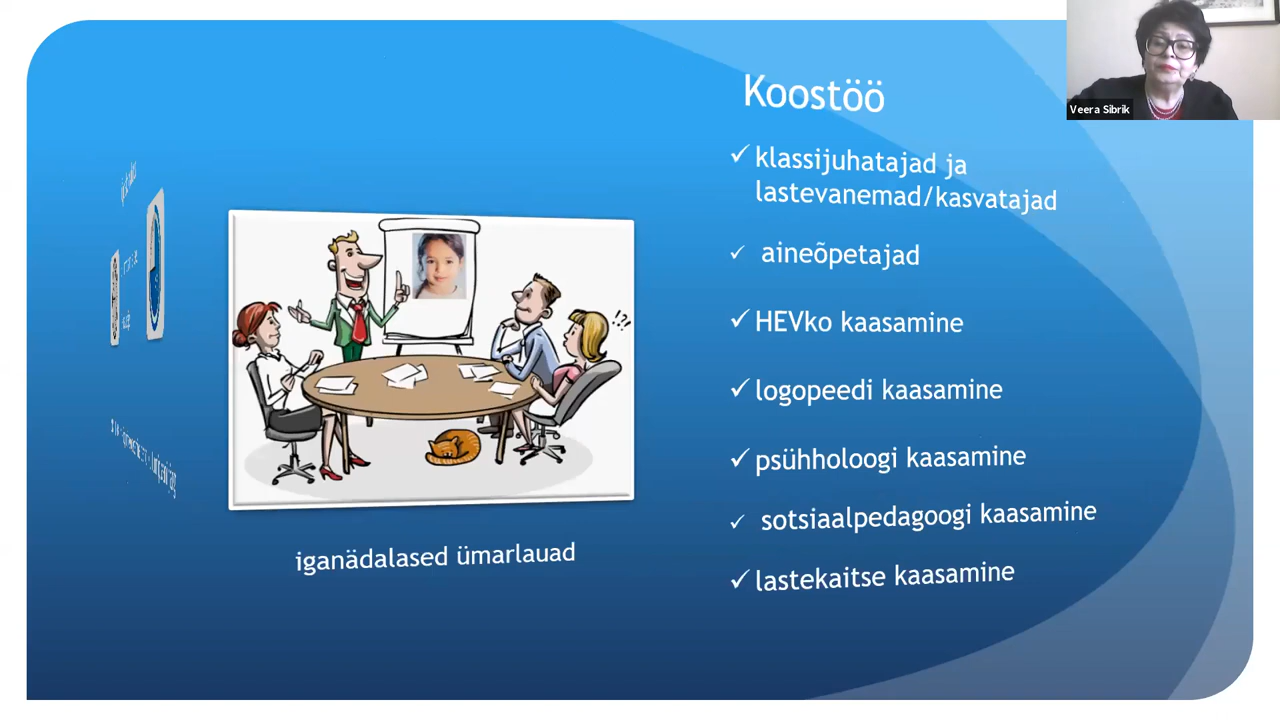 Koostöö
klassijuhatajad ja
lastevanemad/kasvatajad
aineõpetajad
HEVko kaasamine
logopeedi kaasamine
psühholoogi kaasamine
sotsiaalpedagoogi kaasamine
lastekaitse kaasamine
!?!
iganädalased ümarlauad
Veera Sibrik